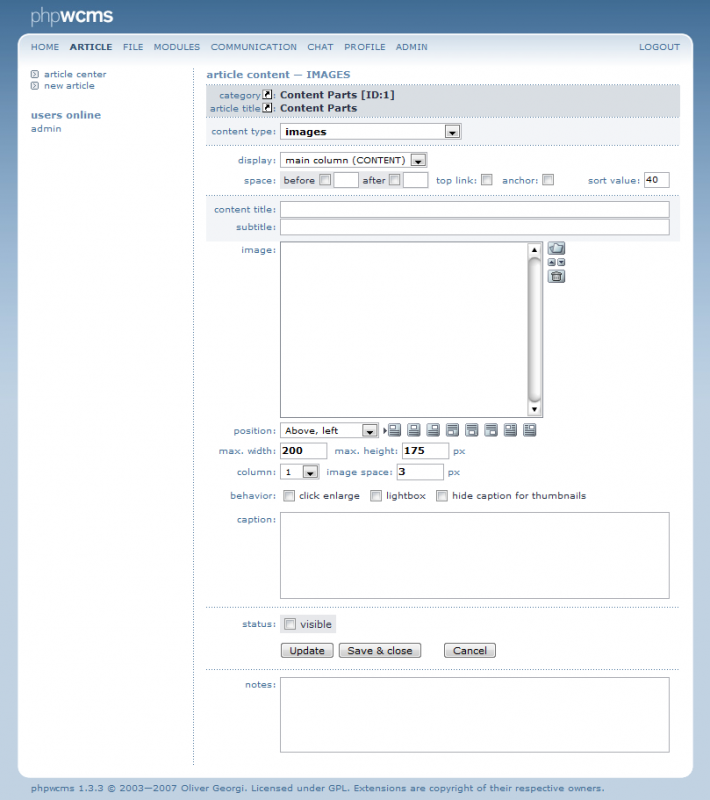 phpwcms
HOME ARTICLE FILE MODULES COMMUNICATION CHAT PROFILE ADMIN LOGOUT
article center
new article
users online
admin
article content — IMAGES
category: Content Parts [ID:1]
article title: Content Parts
content type: images
display: main column (CONTENT)
space: before after top link: anchor: sort value: 40
content title:
subtitle:
image:
position: Above, left
max. width: 200 max. height: 175 px
column: 1 image space: 3 px
behavior: click enlarge lightbox hide caption for thumbnails
caption:
status: visible
Update Save & close Cancel
notes:
phpwcms 1.3.3 © 2003—2007 Oliver Georgi. Licensed under GPL. Extensions are copyright of their respective owners.